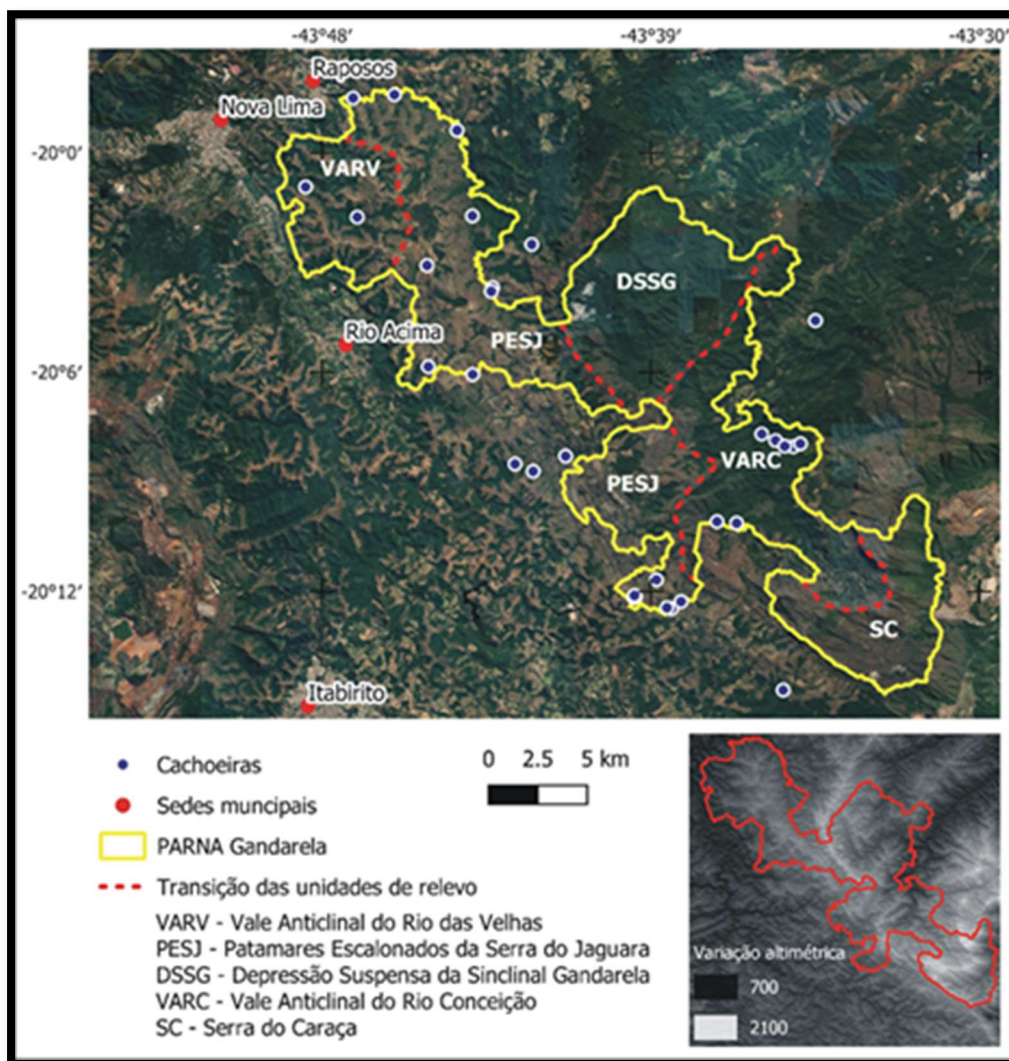 -43°48' -43°39' -43°30'
Raposos
Nova Lima
-20°0'
VARV
DSSG
Rio Acima
PESJ
-20°6'
VARC
PESJ
-20°12'
SC
Itabirito
0 2.5 5 km
Cachoeiras
Sedes muncipais
PARNA Gandarela
Transição das unidades de relevo
VARV - Vale Anticlinal do Rio das Velhas
PESJ - Patamares Escalonados da Serra do Jaguara
DSSG - Depressão Suspensa da Sinclinal Gandarela
VARC - Vale Anticlinal do Rio Conceição
SC - Serra do Caraça
Variação altimétrica
700
2100